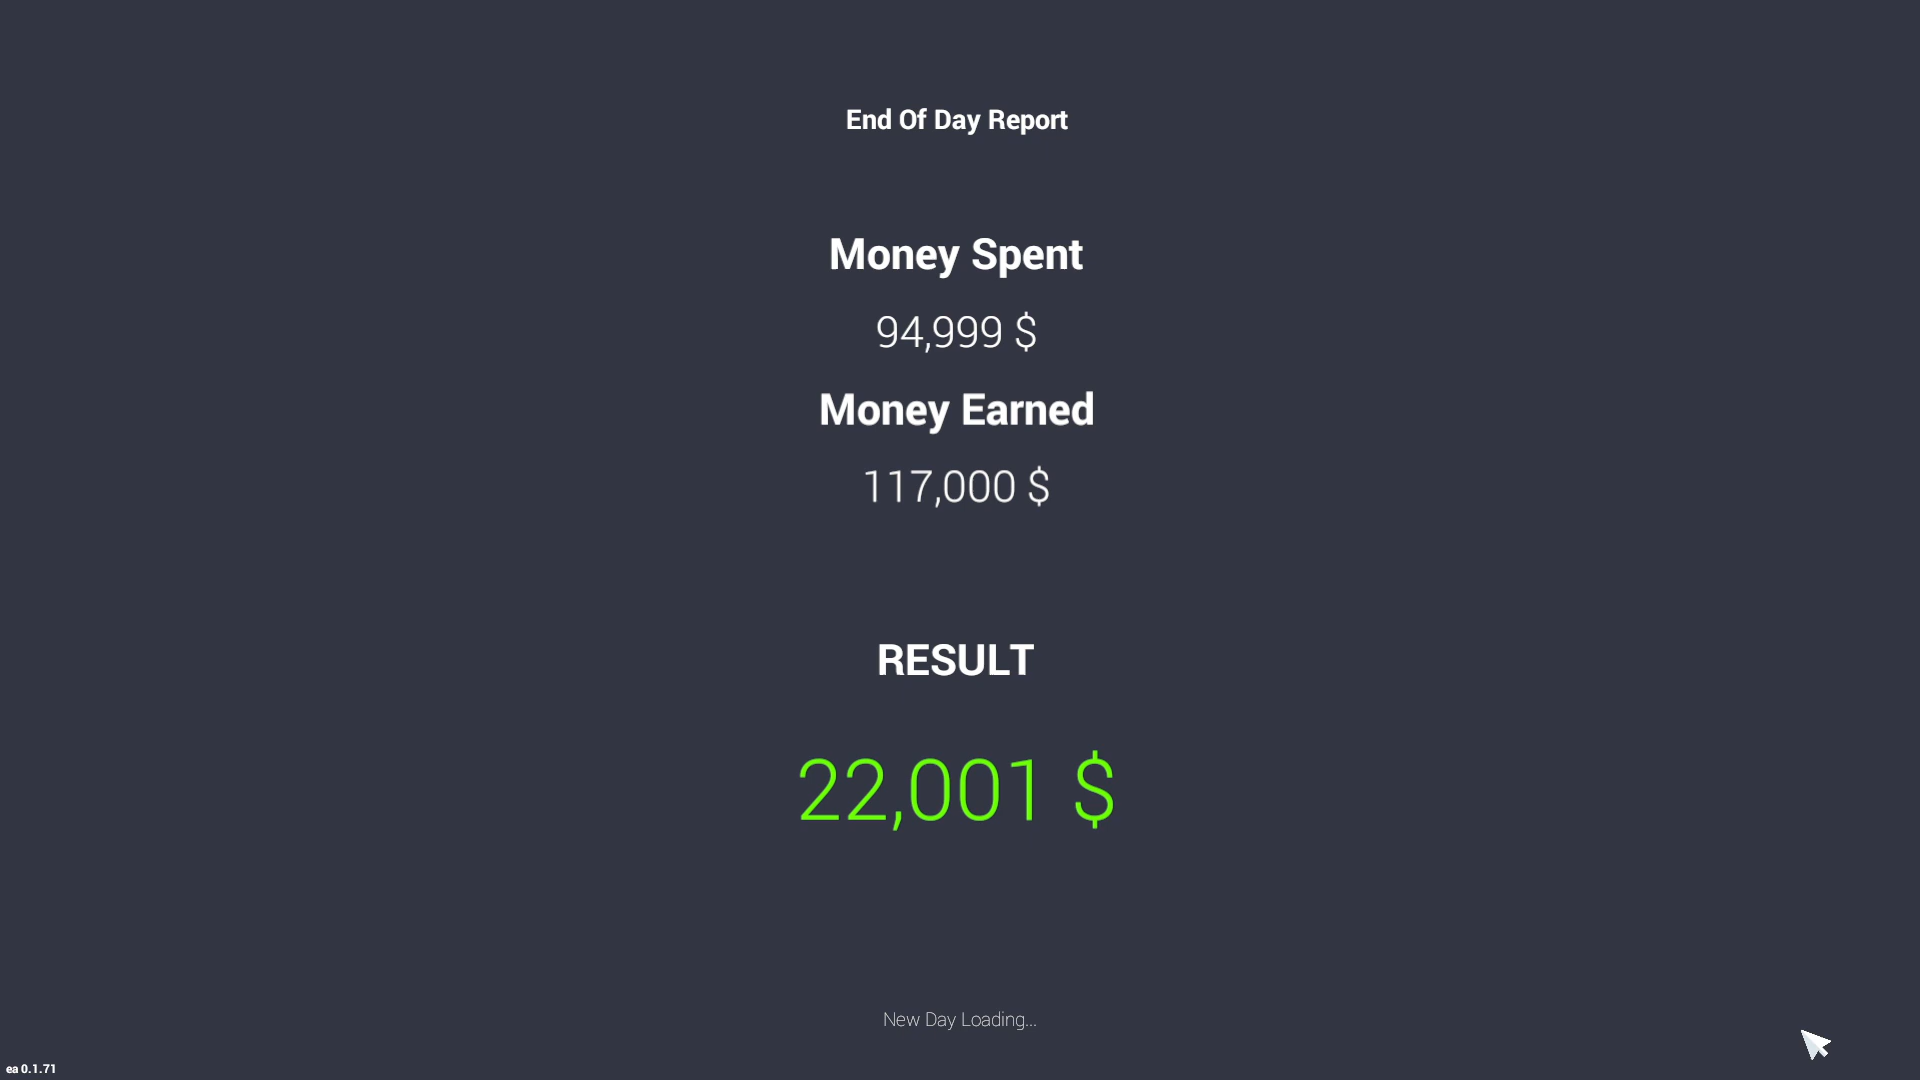 End Of Day Report
Money Spent
94,999 $
Money Earned
117,000 $
RESULT
22,001 $
New Day Loading...
ea 0.1.71